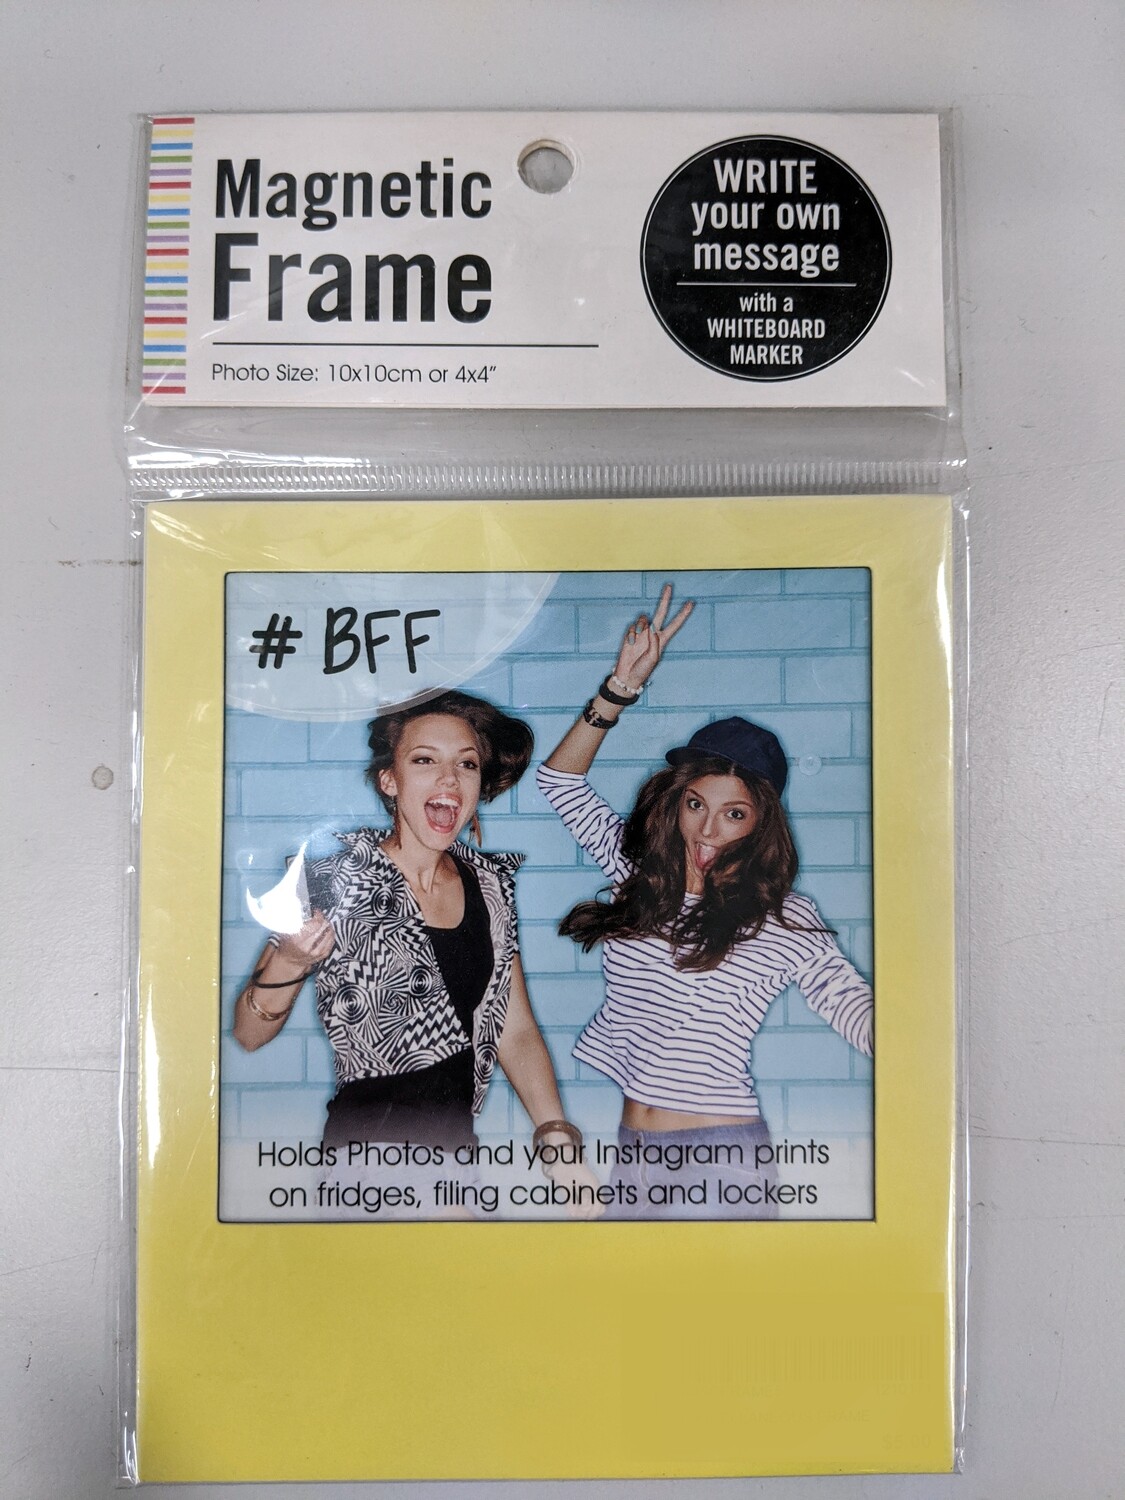 Magnetic
Frame
Photo Size: 10x10cm or 4x4"
WRITE
your own
message
with a
WHITEBOARD
MARKER
# BFF
Holds Photos and your Instagram prints
on fridges, filing cabinets and lockers